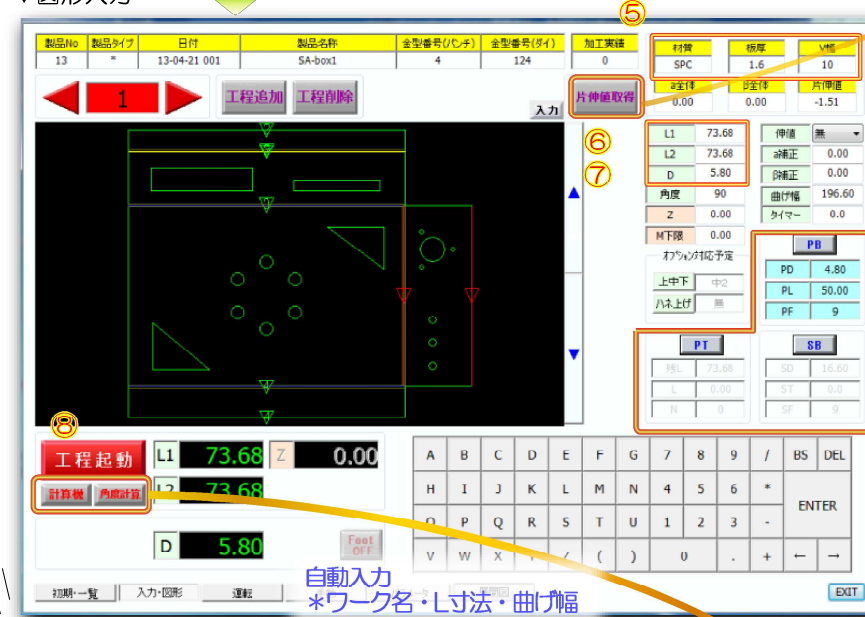 ▼図形入力
⑤
製品No 製品タイプ 日付 製品名称 金型番号(パンチ) 金型番号(ダイ) 加工実績
13 * 13-04-21 001 SA-box1 4 124 0
材質 板厚 V幅
SPC 1.6 10
a全体 β全体 片伸値
0.00 0.00 -1.51
1 工程追加 工程削除 入力 片伸値取得
⑥
⑦
L1 73.68 伸値 無
L2 73.68 a補正 0.00
D 5.80 β補正 0.00
角度 90 曲げ幅 196.60
Z 0.00 タイマー 0.0
M下限 0.00
オプション対応予定
上中下 中2
ハネ上げ 無
PB
PD 4.80
PL 50.00
PF 9
PT
残L 73.68
L 0.00
N 0
SB
SD 16.60
ST 0.0
SF 9
⑧
工程起動 L1 73.68 Z 0.00
計算機 角度計算 L2 73.68
D 5.80 Foot OFF
A B C D E F G 7 8 9 / BS DEL
H I J K L M N 4 5 6 * ENTER
O P Q R S T U 1 2 3 -
V W X ( ) 0 . + ← →
自動入力
*ワーク名・L寸法・曲げ幅
初期・一覧 入力・図形 運転 EXIT